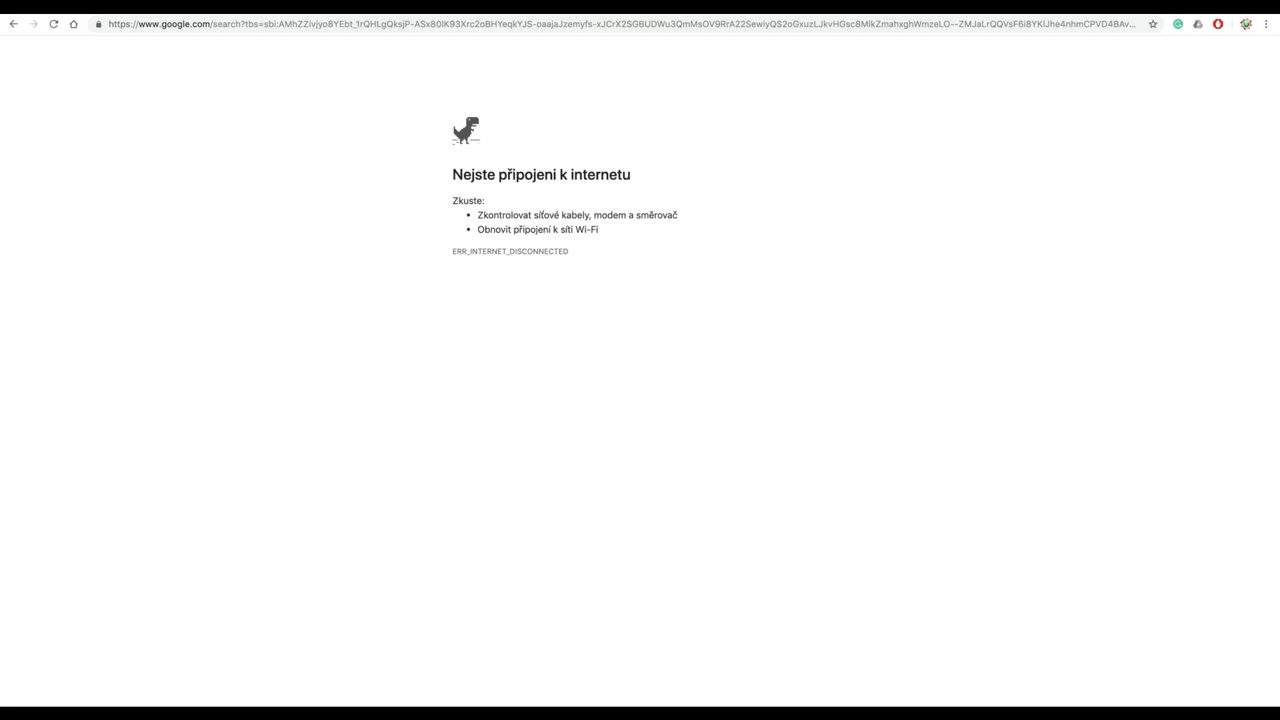 Nejste připojeni k internetu
Zkuste:
Zkontrolovat síťové kabely, modem a směrovač
Obnovit připojení k síti Wi-Fi
ERR_INTERNET_DISCONNECTED